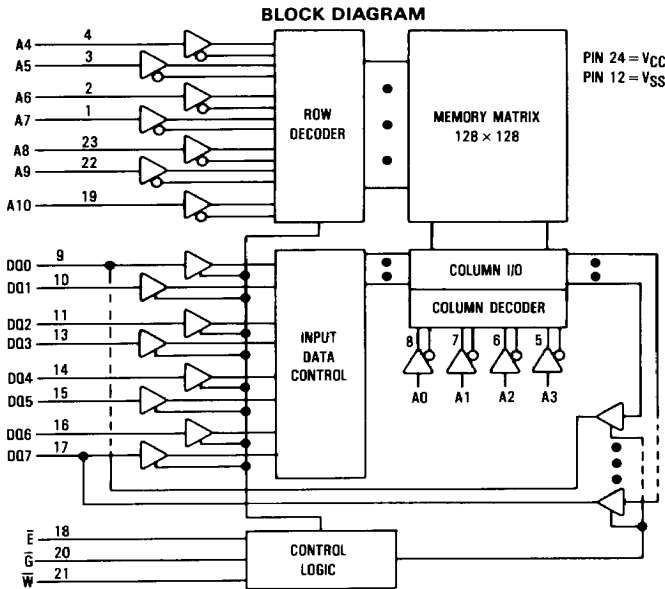 BLOCK DIAGRAM
A4 4
A5 3
A6 2
A7 1
A8 23
A9 22
A10 19
ROW
DECODER
MEMORY MATRIX
128 × 128
PIN 24 = VCC
PIN 12 = VSS
DQ0 9
DQ1 10
DQ2 11
DQ3 13
DQ4 14
DQ5 15
DQ6 16
DQ7 17
INPUT
DATA
CONTROL
COLUMN I/O
COLUMN DECODER
8 7 6 5
A0 A1 A2 A3
E̅ 18
G̅ 20
W̅ 21
CONTROL
LOGIC